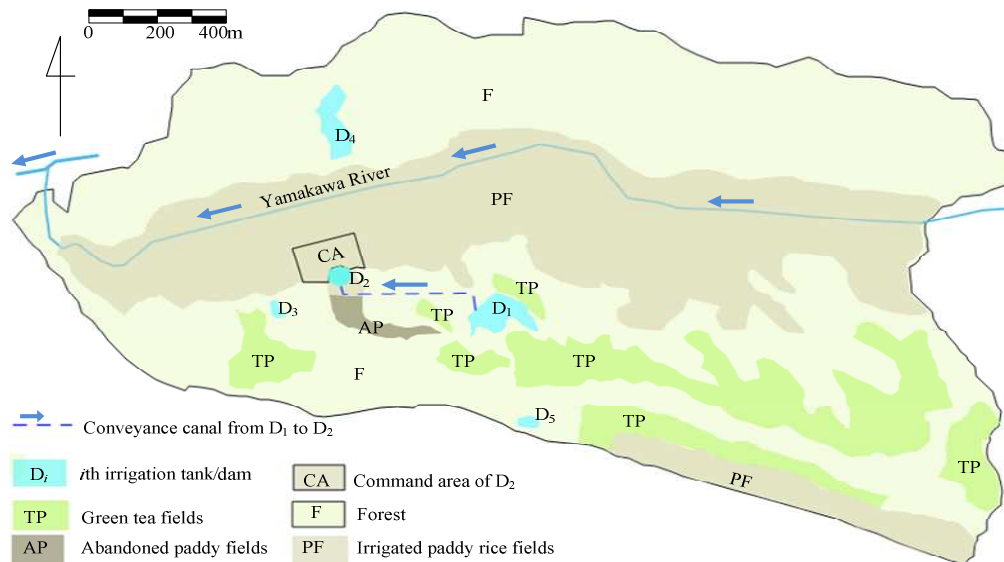 0 200 400m
F
D₄
Yamakawa River
PF
CA
D₂
TP
D₃
TP
D₁
AP
TP
TP
TP
F
D₅
TP
TP
PF
Conveyance canal from D₁ to D₂
Dᵢ ith irrigation tank/dam
CA Command area of D₂
TP Green tea fields
F Forest
AP Abandoned paddy fields
PF Irrigated paddy rice fields